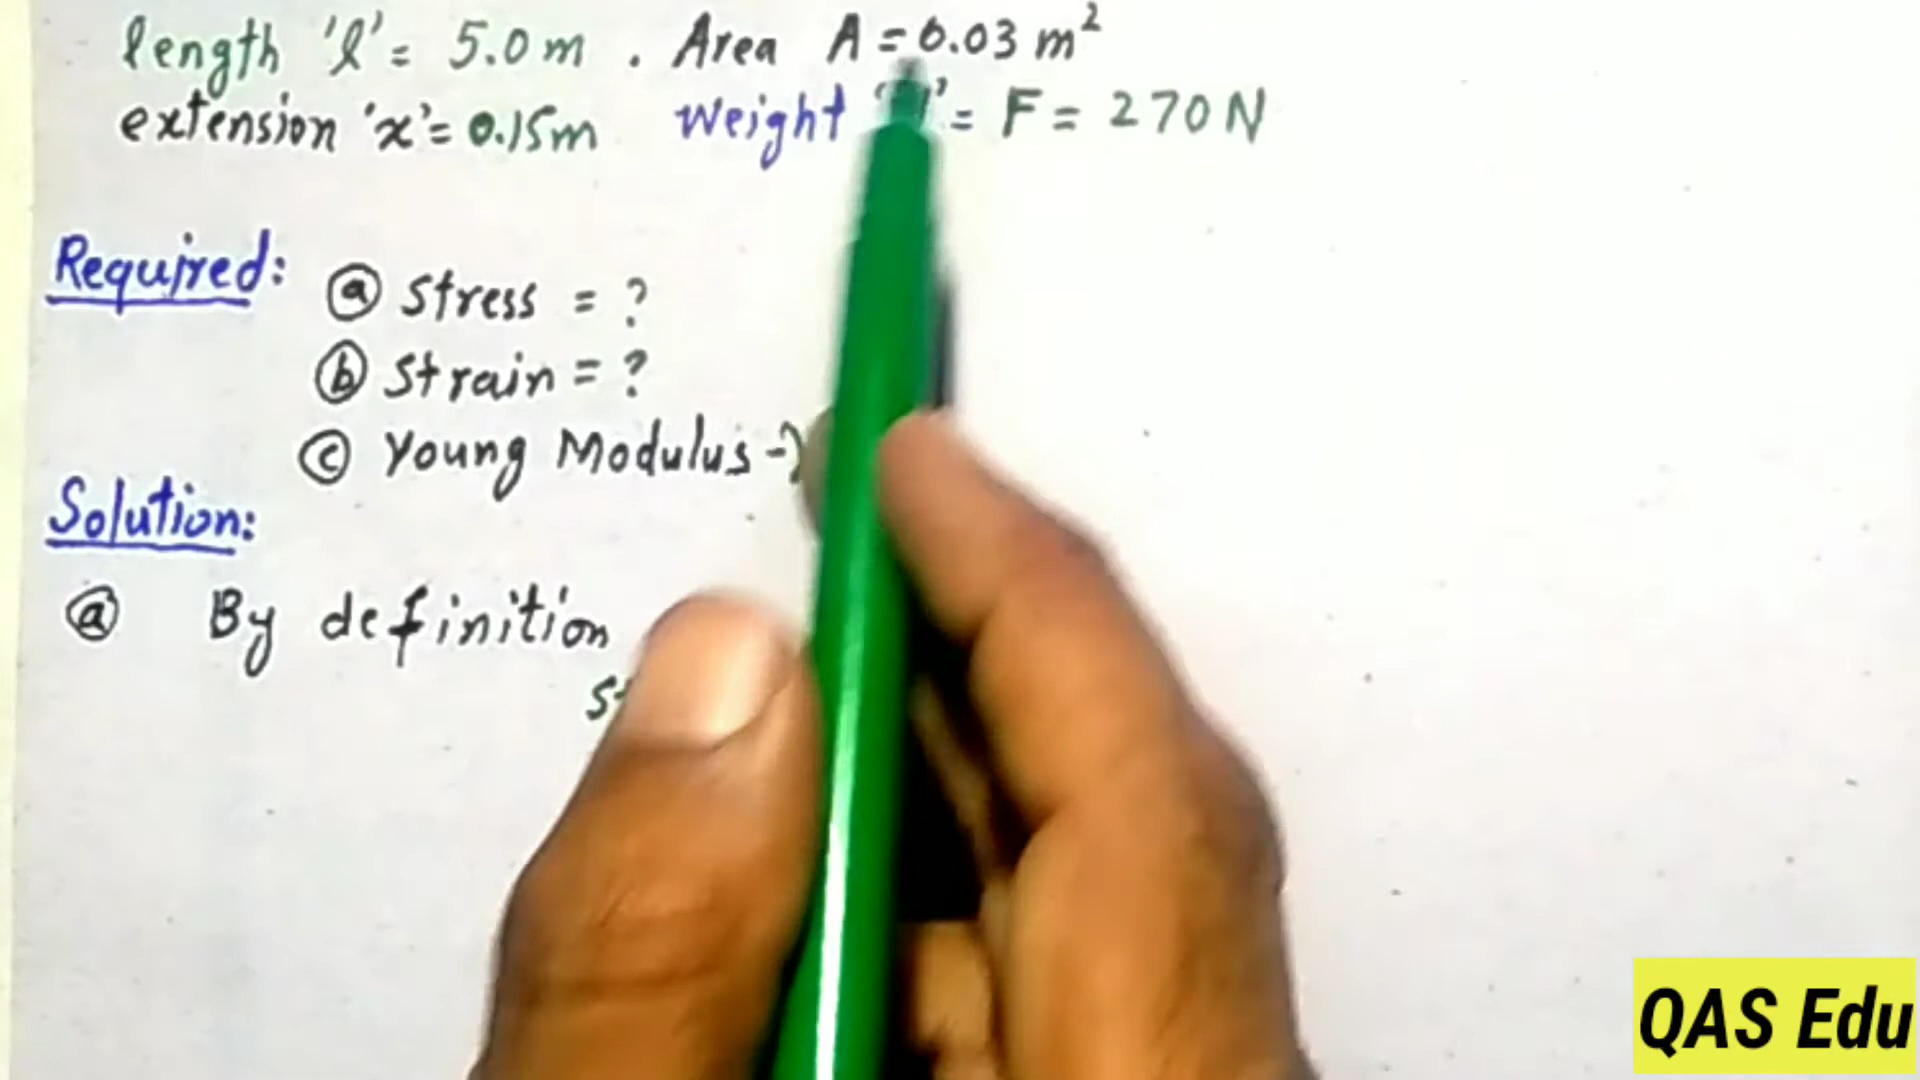 length 'l' = 5.0 m . Area A = 0.03 m²
extension 'x' = 0.15m Weight = F = 270 N
Required:
ⓐ stress = ?
ⓑ strain = ?
ⓒ Young Modulus -
Solution:
ⓐ By definition
QAS Edu